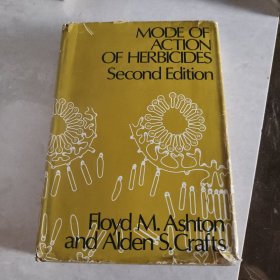 MODE OF
ACTION
OF HERBICIDES
Second Edition
Floyd M. Ashton
and Alden S. Crafts